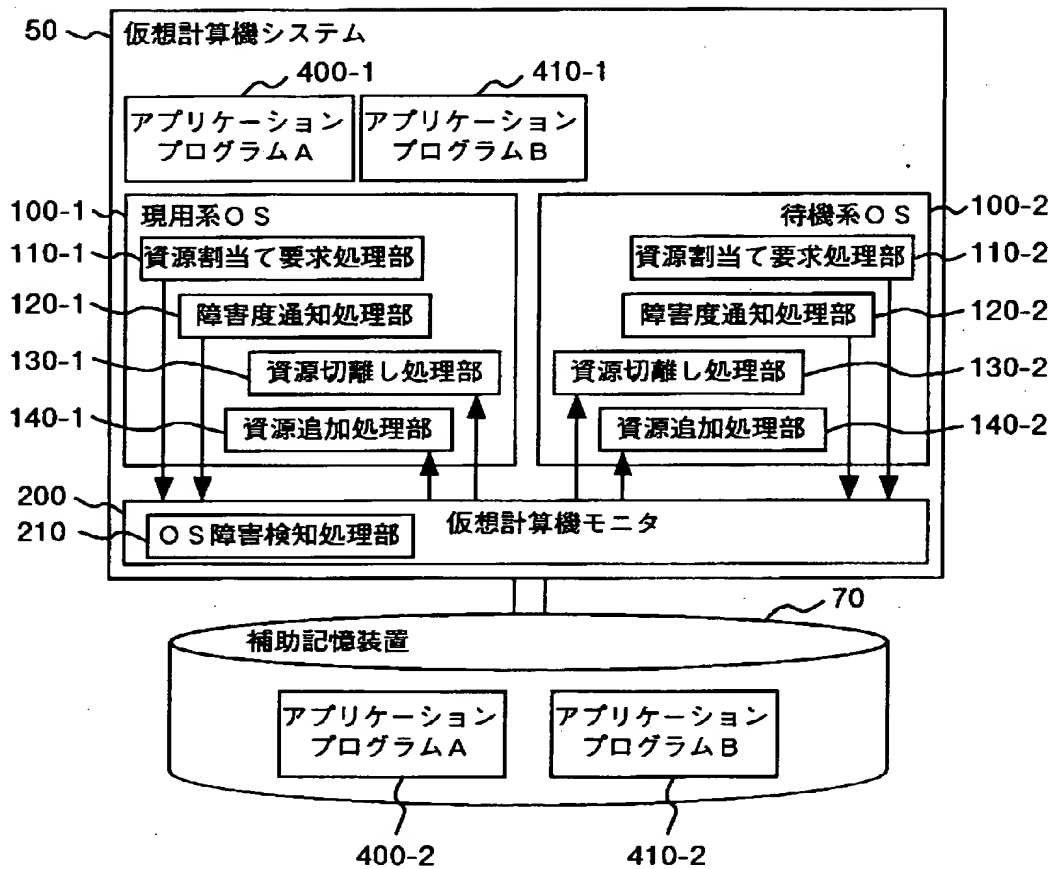 50
仮想計算機システム
400-1
410-1
アプリケーション
プログラムA
アプリケーション
プログラムB
100-1
現用系OS
待機系OS
100-2
110-1
資源割当て要求処理部
資源割当て要求処理部
110-2
120-1
障害度通知処理部
障害度通知処理部
120-2
130-1
資源切離し処理部
資源切離し処理部
130-2
140-1
資源追加処理部
資源追加処理部
140-2
200
仮想計算機モニタ
210
OS障害検知処理部
70
補助記憶装置
アプリケーション
プログラムA
アプリケーション
プログラムB
400-2
410-2